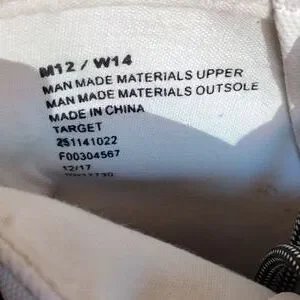 M12 / W14
MAN MADE MATERIALS UPPER
MAN MADE MATERIALS OUTSOLE
MADE IN CHINA
TARGET
251141022
F00304567
12/17